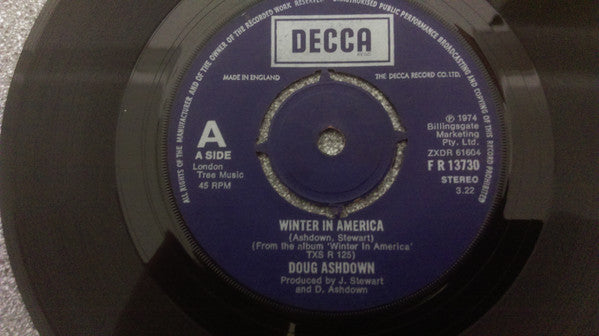 ALL RIGHTS OF THE MANUFACTURER AND OF THE OWNER OF THE RECORDED WORK RESERVED
UNAUTHORISED PUBLIC PERFORMANCE BROADCASTING AND COPYING OF THIS RECORD PROHIBITED
DECCA
MADE IN ENGLAND
THE DECCA RECORD CO. LTD.
A
A SIDE
London
Tree Music
45 RPM
℗ 1974
Billingsgate
Marketing
Pty. Ltd.
ZXDR 61604
F R 13730
STEREO
3.22
WINTER IN AMERICA
(Ashdown, Stewart)
(From the album 'Winter In America'
TXS R 125)
DOUG ASHDOWN
Produced by J. Stewart
and D. Ashdown